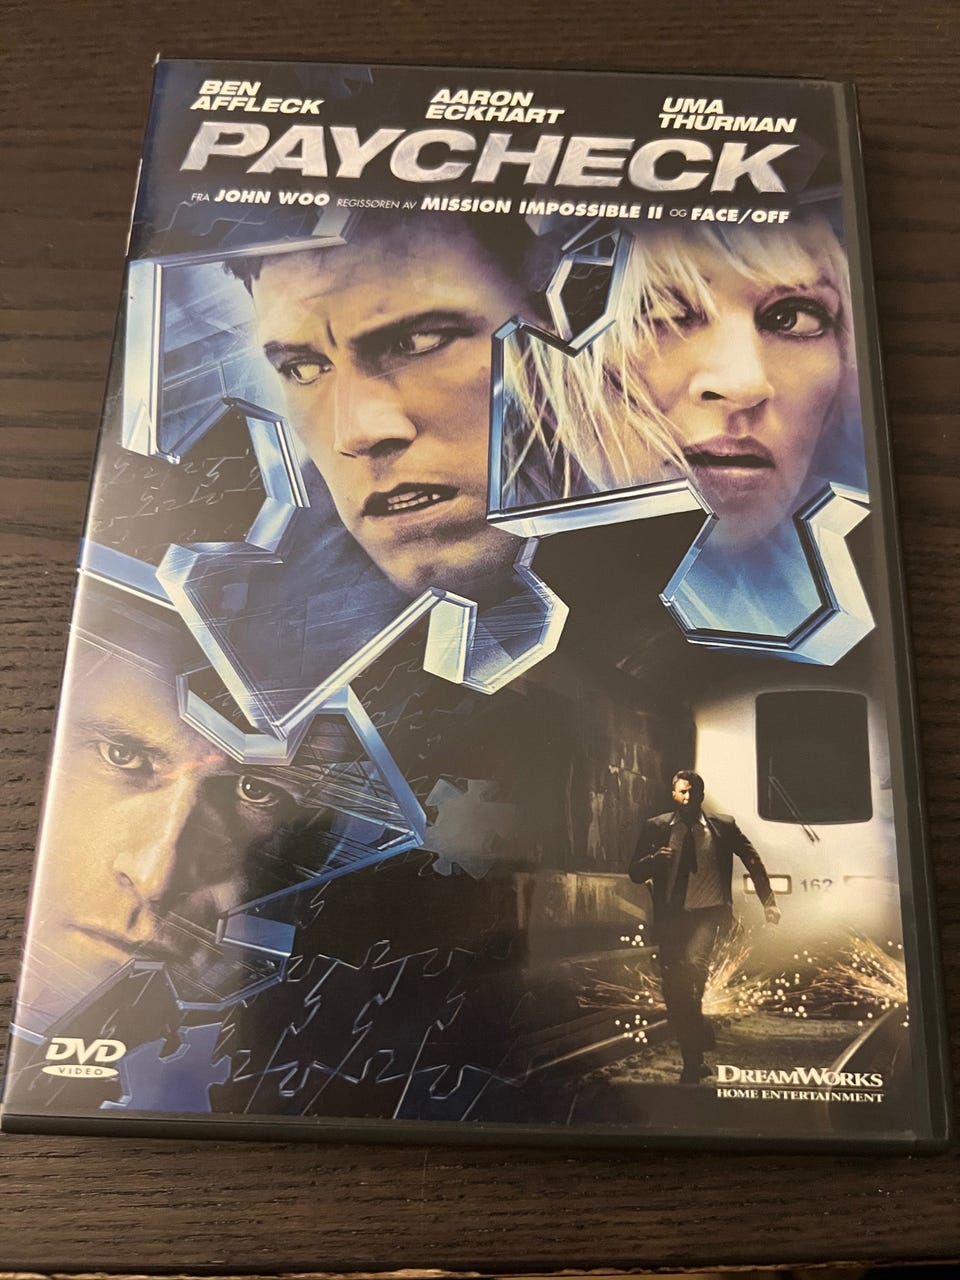 BEN AFFLECK
AARON ECKHART
UMA THURMAN
PAYCHECK
FRA JOHN WOO REGISSØREN AV MISSION IMPOSSIBLE II OG FACE/OFF
162
DVD
VIDEO
DREAMWORKS
HOME ENTERTAINMENT